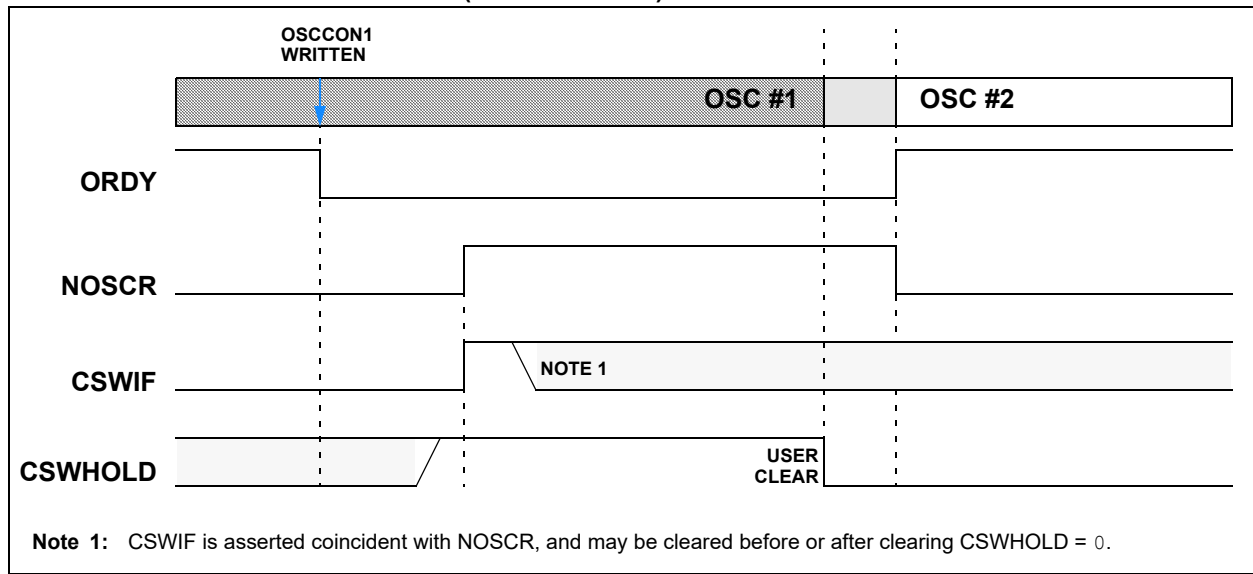 OSCCON1
WRITTEN
OSC #1
OSC #2
ORDY
NOSCR
CSWIF
NOTE 1
CSWHOLD
USER
CLEAR
Note 1: CSWIF is asserted coincident with NOSCR, and may be cleared before or after clearing CSWHOLD = 0.